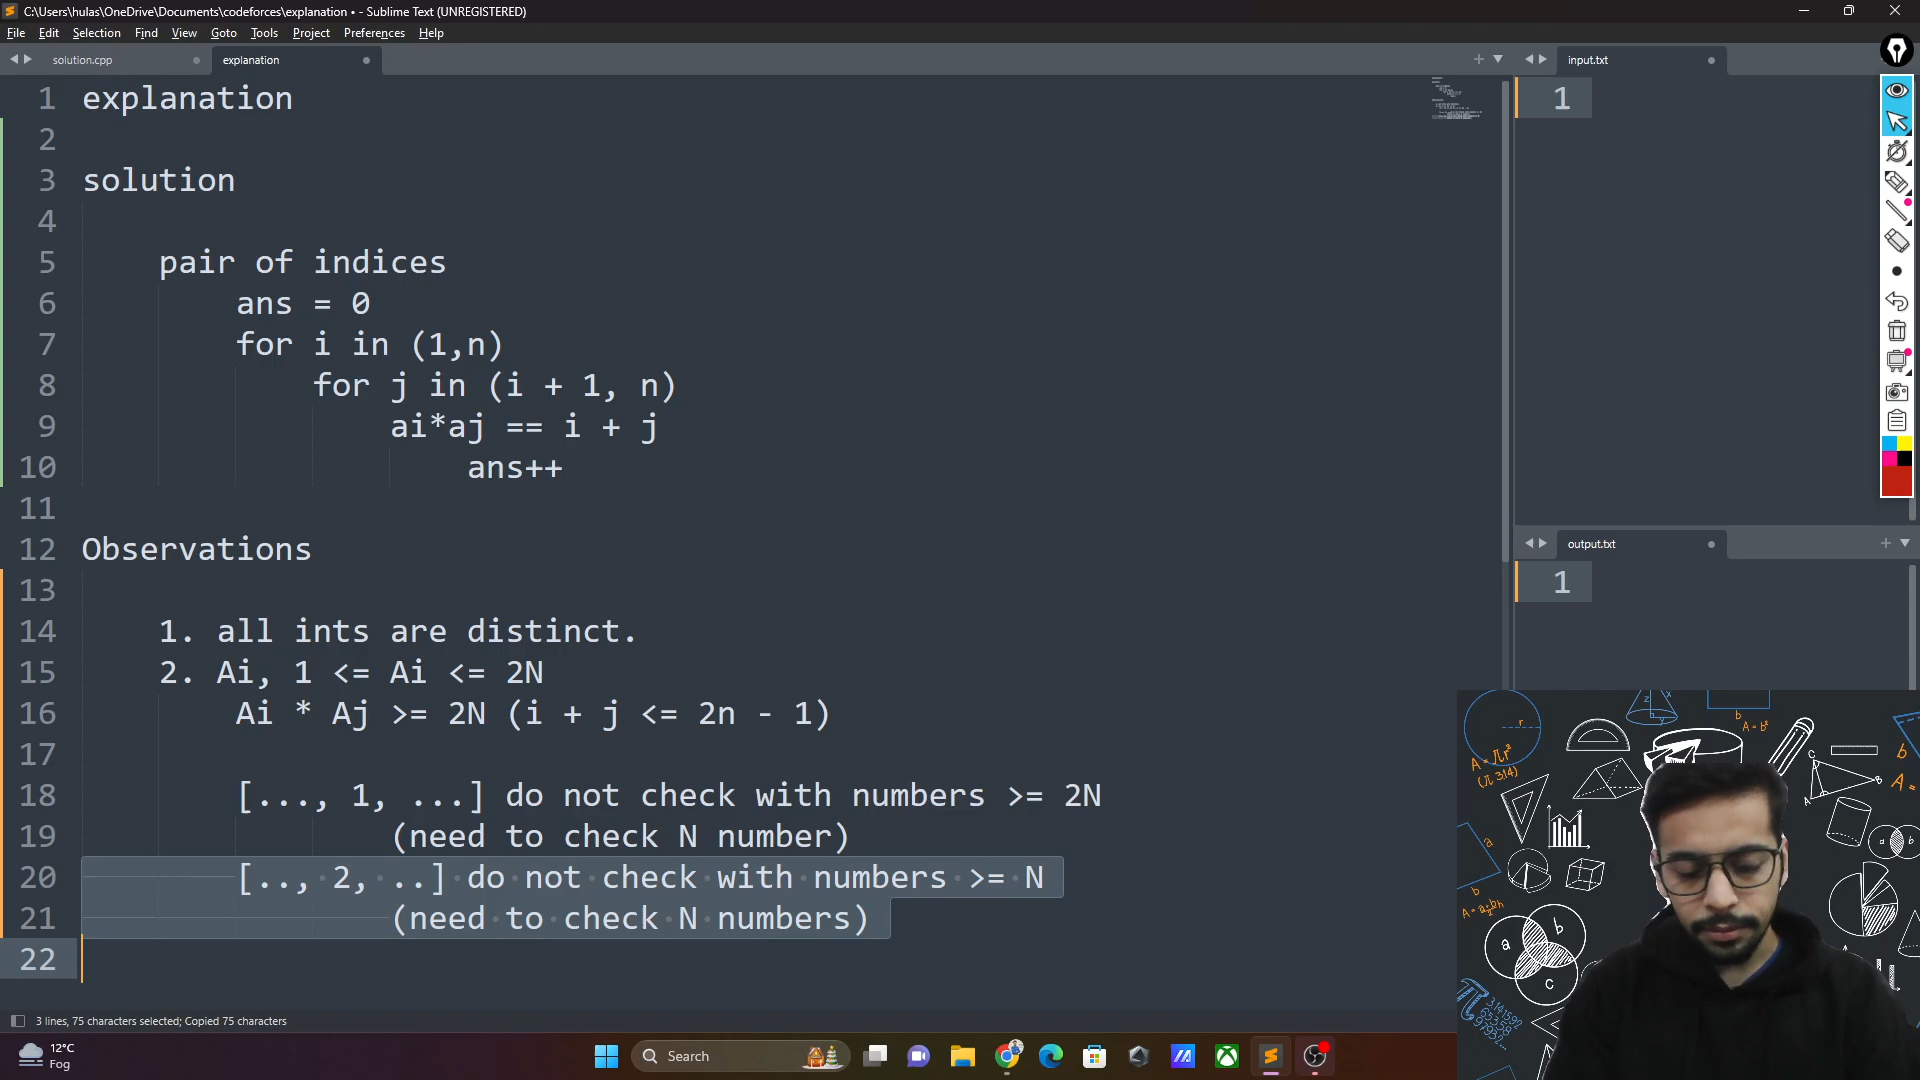 C:\Users\hulas\OneDrive\Documents\codeforces\explanation • - Sublime Text (UNREGISTERED)
File Edit Selection Find View Goto Tools Project Preferences Help
solution.cpp explanation input.txt
1 explanation
2
3 solution
4
5 pair of indices
6 ans = 0
7 for i in (1,n)
8 for j in (i + 1, n)
9 ai*aj == i + j
10 ans++
11
12 Observations
13
14 1. all ints are distinct.
15 2. Ai, 1 <= Ai <= 2N
16 Ai * Aj >= 2N (i + j <= 2n - 1)
17
18 [..., 1, ...] do not check with numbers >= 2N
19 (need to check N number)
20 [.., 2, ..] do not check with numbers >= N
21 (need to check N numbers)
22
1
output.txt
1
3 lines, 75 characters selected; Copied 75 characters
12°C
Fog
Search
r
A = πr²
(π 3.14)
b
A = b²
a
b
c